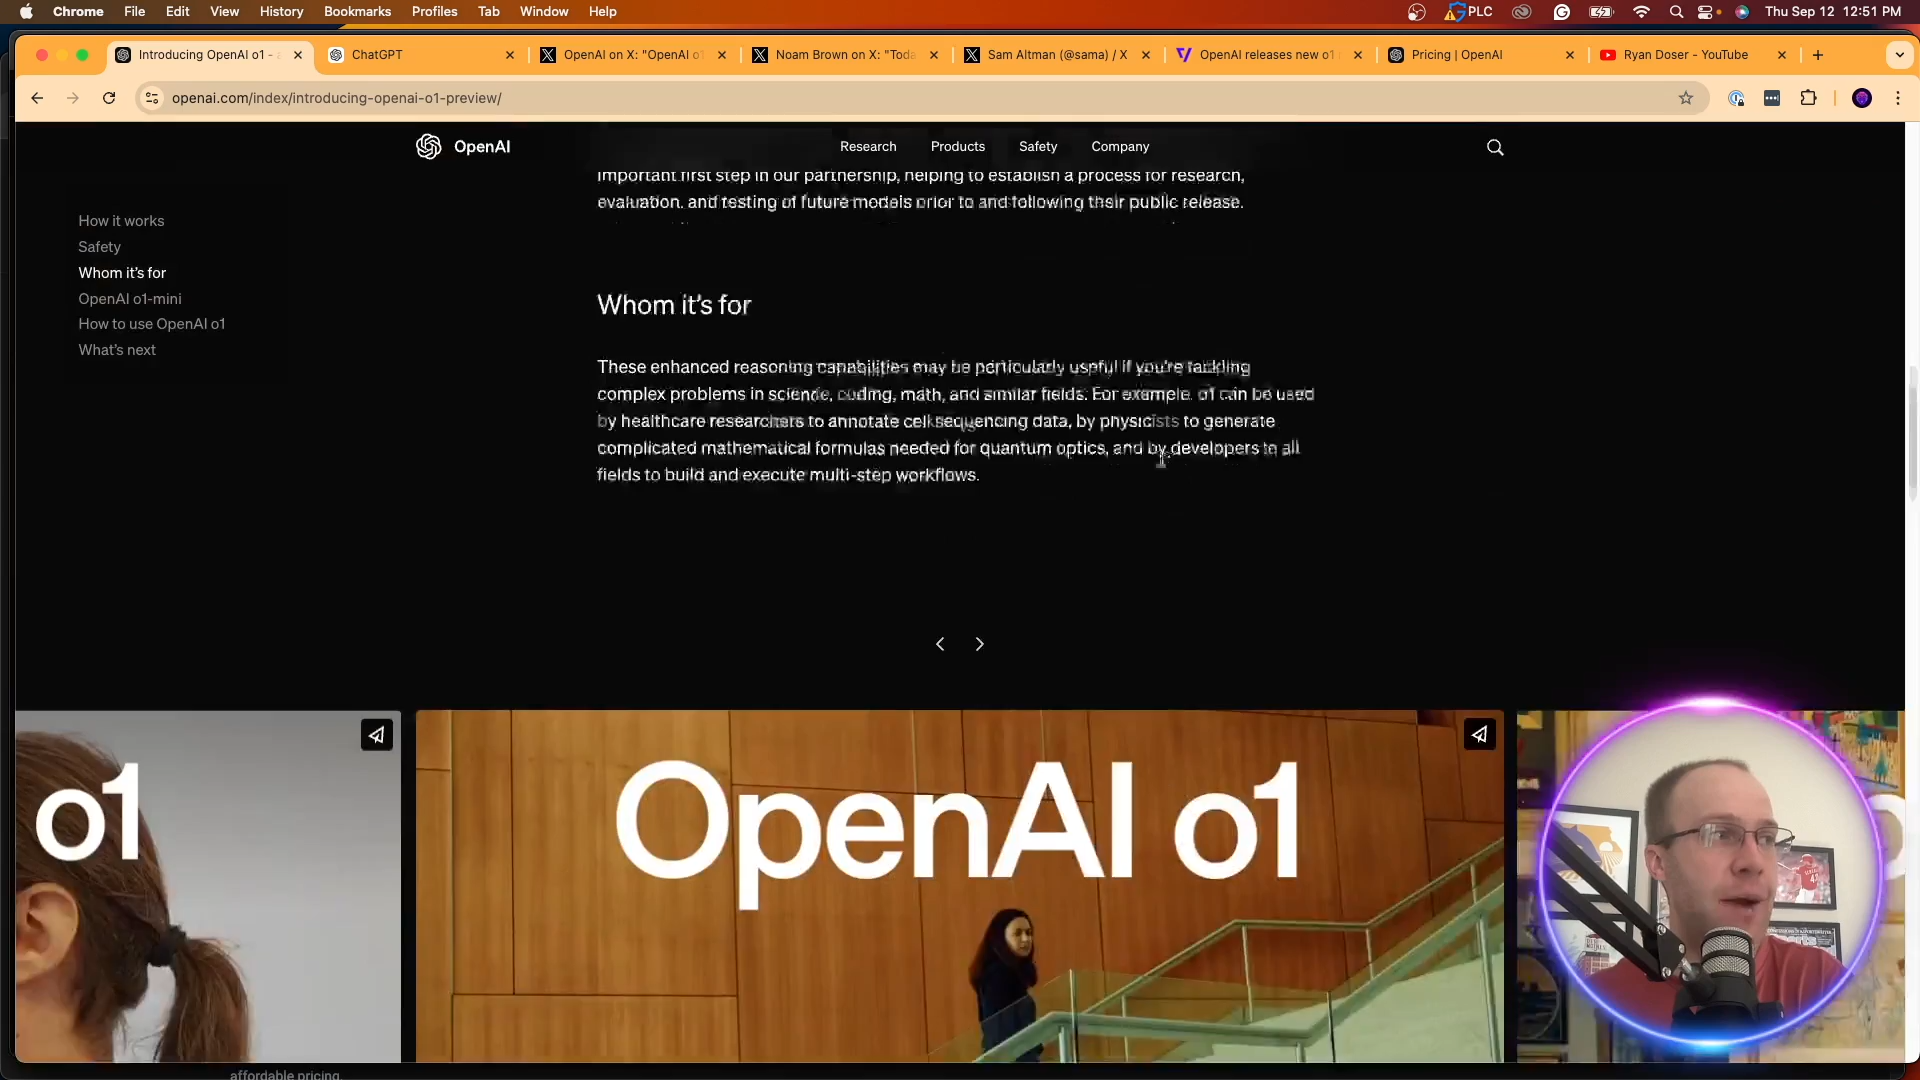 Chrome File Edit View History Bookmarks Profiles Tab Window Help PLC Thu Sep 12 12:51 PM
Introducing OpenAI o1 - a ChatGPT OpenAI on X: "OpenAI o1 Noam Brown on X: "Toda Sam Altman (@sama) / X OpenAI releases new o1 Pricing | OpenAI Ryan Doser - YouTube
openai.com/index/introducing-openai-o1-preview/
OpenAI Research Products Safety Company
important first step in our partnership, helping to establish a process for research,
evaluation, and testing of future models prior to and following their public release.
How it works
Safety
Whom it's for
OpenAI o1-mini
How to use OpenAI o1
What's next
Whom it's for
These enhanced reasoning capabilities may be particularly useful if you're tackling
complex problems in science, coding, math, and similar fields. For example, o1 can be used
by healthcare researchers to annotate cell sequencing data, by physicists to generate
complicated mathematical formulas needed for quantum optics, and by developers in all
fields to build and execute multi-step workflows.
o1
OpenAI o1
affordable pricing.